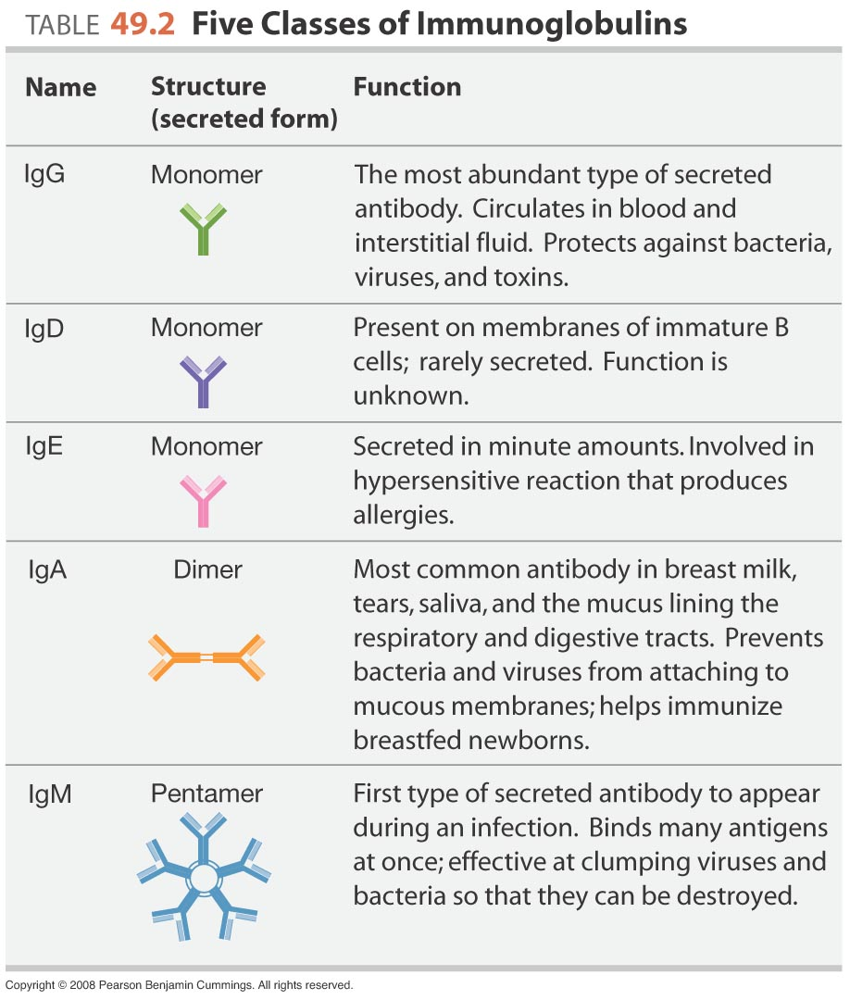 TABLE 49.2 Five Classes of Immunoglobulins
Name
Structure
(secreted form)
Function
IgG
Monomer
The most abundant type of secreted
antibody. Circulates in blood and
interstitial fluid. Protects against bacteria,
viruses, and toxins.
IgD
Monomer
Present on membranes of immature B
cells; rarely secreted. Function is
unknown.
IgE
Monomer
Secreted in minute amounts. Involved in
hypersensitive reaction that produces
allergies.
IgA
Dimer
Most common antibody in breast milk,
tears, saliva, and the mucus lining the
respiratory and digestive tracts. Prevents
bacteria and viruses from attaching to
mucous membranes; helps immunize
breastfed newborns.
IgM
Pentamer
First type of secreted antibody to appear
during an infection. Binds many antigens
at once; effective at clumping viruses and
bacteria so that they can be destroyed.
Copyright © 2008 Pearson Benjamin Cummings. All rights reserved.